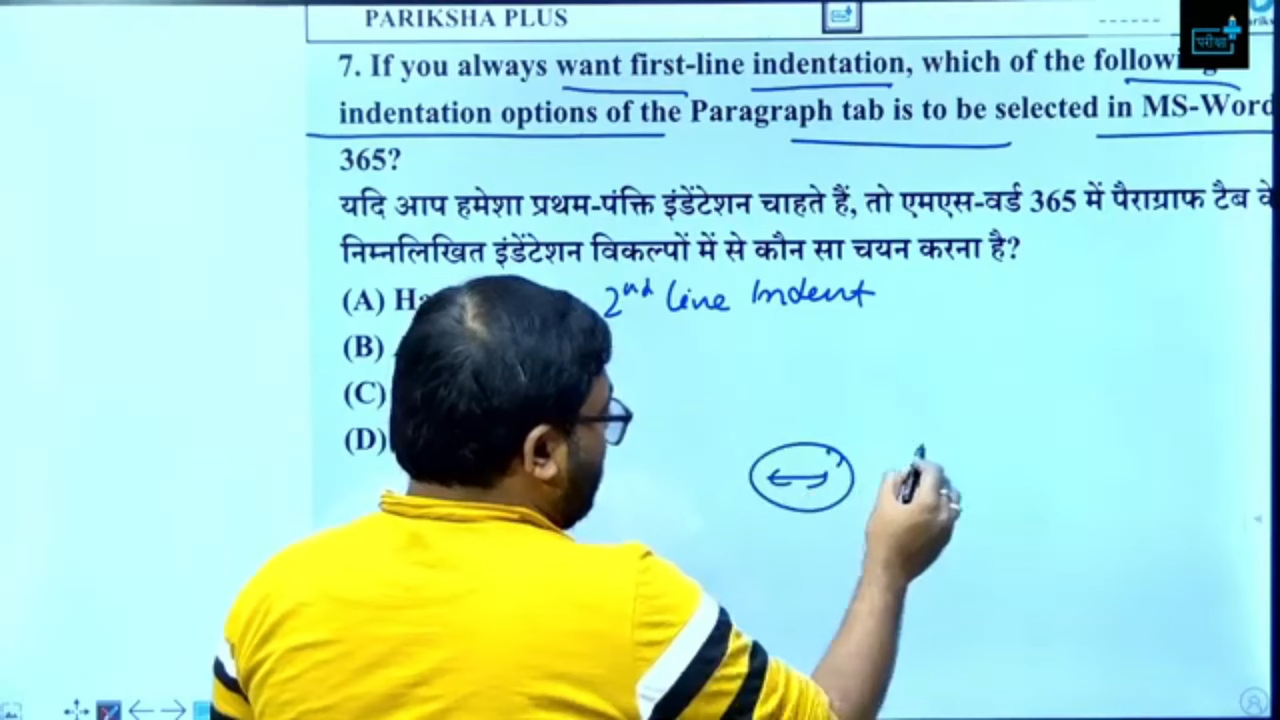 PARIKSHA PLUS
परीक्षा
7. If you always want first-line indentation, which of the
indentation options of the Paragraph tab is to be selected in MS-Word
365?
यदि आप हमेशा प्रथम-पंक्ति इंडेंटेशन चाहते हैं, तो एमएस-वर्ड 365 में पैराग्राफ टैब के
निम्नलिखित इंडेंटेशन विकल्पों में से कौन सा चयन करना है?
(A) 2nd line Indent
(B)
(C)
(D)